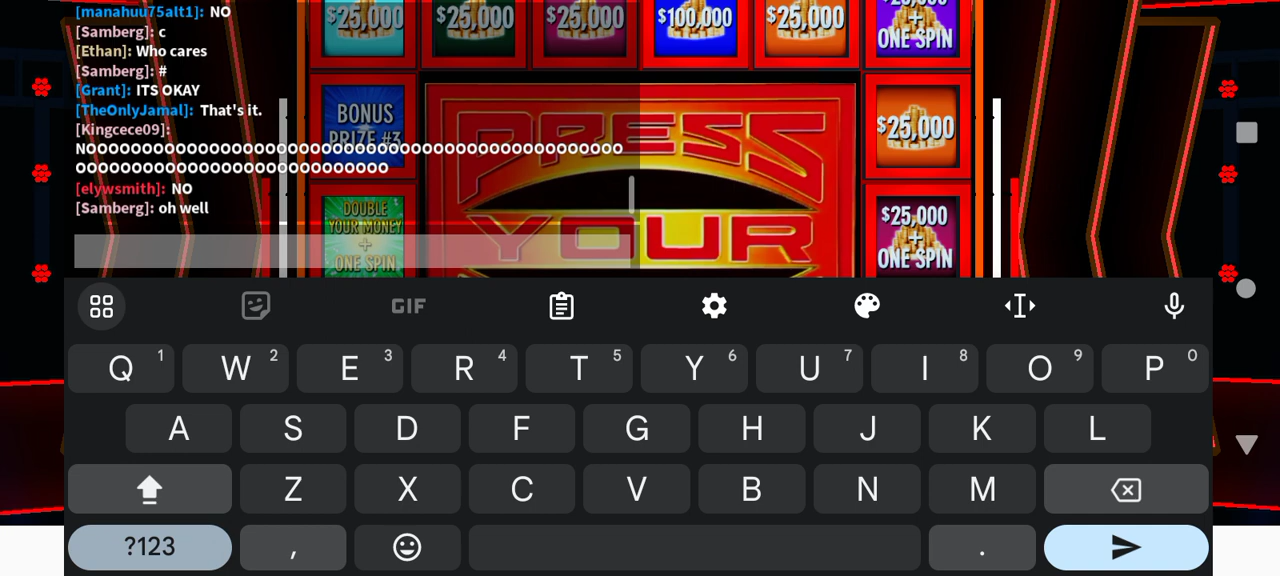 [manahuu75alt1]: NO
[Samberg]: c
[Ethan]: Who cares
[Samberg]: #
[Grant]: ITS OKAY
[TheOnlyJamal]: That's it.
[Kingcece09]:
[elywsmith]: NO
[Samberg]: oh well
$25,000
$25,000
$25,000
$100,000
$25,000
+
ONE SPIN
BONUS
PRIZE #3
$25,000
DOUBLE
YOUR MONEY
+
ONE SPIN
$25,000
+
ONE SPIN
PRESS
YOUR
GIF
Q 1 W 2 E 3 R 4 T 5 Y 6 U 7 I 8 O 9 P 0
A S D F G H J K L
Z X C V B N M
?123 , .